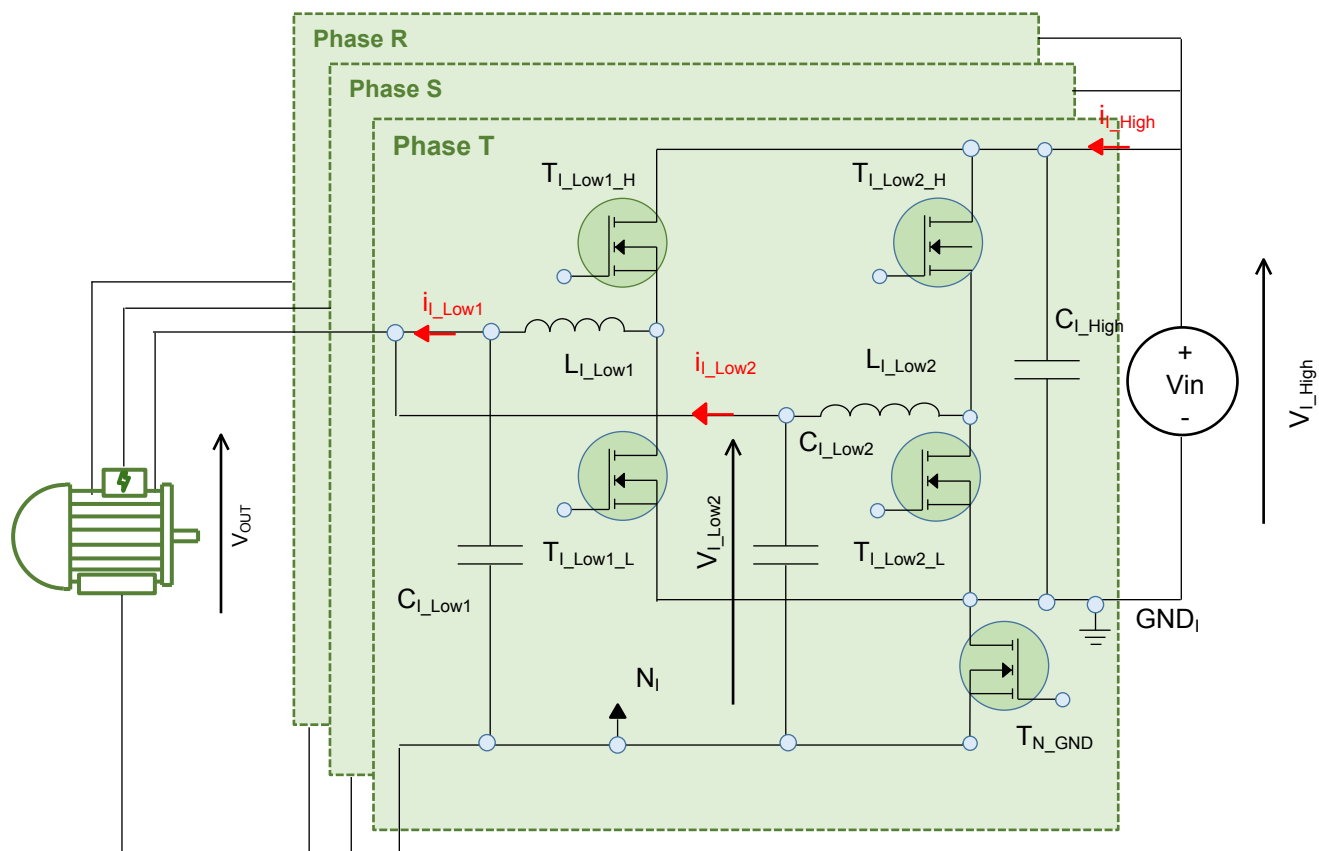 Phase R
Phase S
Phase T
i_I_High
T_I_Low1_H
T_I_Low2_H
i_I_Low1
L_I_Low1
i_I_Low2
L_I_Low2
C_I_High
+
Vin
-
V_I_High
C_I_Low2
V_OUT
V_I_Low2
T_I_Low1_L
T_I_Low2_L
C_I_Low1
GND_I
N_I
T_N_GND